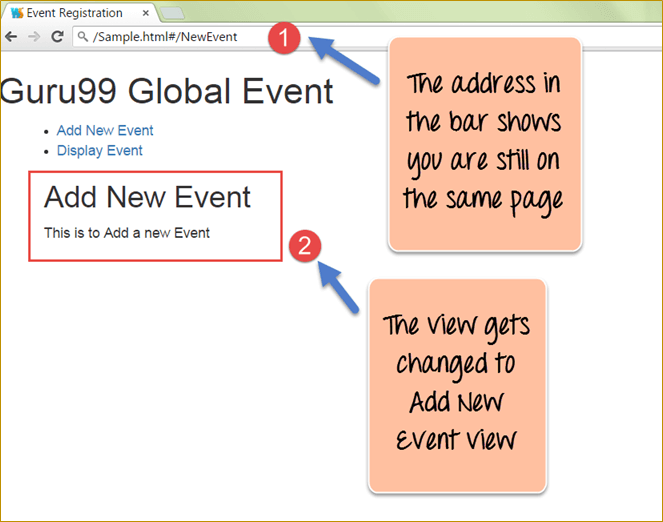 Event Registration
/Sample.html#/NewEvent
1
Guru99 Global Event
Add New Event
Display Event
Add New Event
This is to Add a new Event
2
The address in
the bar shows
you are still on
the same page
The view gets
changed to
Add New
Event view